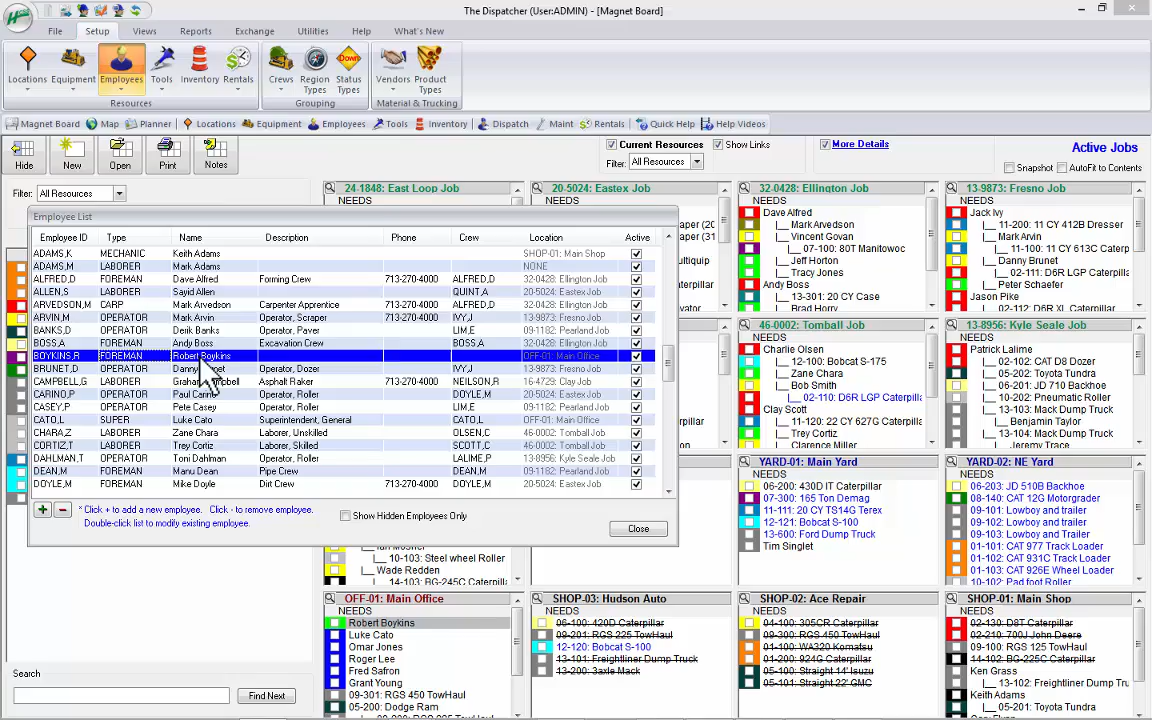 The Dispatcher (User:ADMIN) - [Magnet Board]
File Setup Views Reports Exchange Utilities Help What's New
Locations Equipment Employees Tools Inventory Rentals Crews Region Types Status Types Vendors Product Types
Resources Grouping Material & Trucking
Magnet Board Map Planner Locations Equipment Employees Tools Inventory Dispatch Maint Rentals Quick Help Help Videos
Hide New Open Print Notes
Current Resources Show Links More Details Active Jobs
Filter: All Resources Snapshot AutoFit to Contents
Filter: All Resources
24-1848: East Loop Job
NEEDS
20-5024: Eastex Job
NEEDS
32-0428: Ellington Job
NEEDS
Dave Alfred
Mark Arvedson
Vincent Govan
07-100: 80T Manitowoc
Jeff Horton
Tracy Jones
Andy Boss
13-301: 20 CY Case
Brad Horry
13-9873: Fresno Job
NEEDS
Jack Ivy
11-100: 11 CY 412B Dresser
Mark Arvin
11-110: 11 CY 613C Caterp
Danny Brunet
02-111: D6R LGP Caterpilla
Peter Schaefer
Jason Pike
Employee List
Employee ID Type Name Description Phone Crew Location Active
ADAMS,K MECHANIC Keith Adams SHOP-01: Main Shop
ADAMS,M LABORER Mark Adams NONE
ALFRED,D FOREMAN Dave Alfred Forming Crew 713-270-4000 ALFRED,D 32-0428: Ellington Job
ALLEN,S LABORER Sayid Allen QUINT,A 20-5024: Eastex Job
ARVEDSON,M CARP Mark Arvedson Carpenter Apprentice 713-270-4000 ALFRED,D 32-0428: Ellington Job
ARVIN,M OPERATOR Mark Arvin Operator, Scraper 713-270-4000 IVY,J 13-9873: Fresno Job
BANKS,D OPERATOR Derik Banks Operator, Paver LIM,E 09-1182: Pearland Job
BOSS,A FOREMAN Andy Boss Excavation Crew BOSS,A 32-0428: Ellington Job
BOYKINS,R FOREMAN Robert Boykins OFF-01: Main Office
BRUNET,D OPERATOR Danny Operator, Dozer IVY,J 13-9873: Fresno Job
CAMPBELL,G LABORER Asphalt Raker 713-270-4000 NEILSON,R 16-4729: Clay Job
CARINO,P OPERATOR Paul Carino Operator, Roller DOYLE,M 20-5024: Eastex Job
CASEY,P OPERATOR Pete Casey Operator, Roller LIM,E 09-1182: Pearland Job
CATO,L SUPER Luke Cato Superintendent, General OFF-01: Main Office
CHARA,Z LABORER Zane Chara Laborer, Unskilled OLSEN,C 46-0002: Tomball Job
CORTIZ,T LABORER Trey Cortiz Laborer, Skilled SCOTT,C 46-0002: Tomball Job
DAHLMAN,T OPERATOR Toni Dahlman Operator, Roller LALIME,P 13-8956: Kyle Seale Job
DEAN,M FOREMAN Manu Dean Pipe Crew DEAN,M 09-1182: Pearland Job
DOYLE,M FOREMAN Mike Doyle Dirt Crew 713-270-4000 DOYLE,M 20-5024: Eastex Job
* Click + to add a new employee. Click - to remove employee.
Double-click list to modify existing employee.
Show Hidden Employees Only
Close
46-0002: Tomball Job
NEEDS
Charlie Olsen
12-100: Bobcat S-175
Zane Chara
Bob Smith
02-110: D6R LGP Caterpilla
Clay Scott
11-120: 22 CY 627G
Trey Cortiz
Clarence Miller
13-8956: Kyle Seale Job
NEEDS
Patrick Lalime
02-102: CAT D8 Dozer
05-202: Toyota Tundra
06-201: JD 710 Backhoe
10-202: Pneumatic Roller
13-103: Mack Dump Truck
13-104: Mack Dump Truck
Jeremy Trace
Wade Redden
10-103: Steel wheel Roller
14-103: BG-245C Caterpill
YARD-01: Main Yard
NEEDS
06-200: 430D IT Caterpillar
07-300: 165 Ton Demag
11-111: 20 CY TS14G Terex
12-121: Bobcat S-100
13-600: Ford Dump Truck
Tim Singlet
YARD-02: NE Yard
NEEDS
06-203: JD 510B Backhoe
08-140: CAT 12G Motorgrader
09-101: Lowboy and trailer
09-102: Lowboy and trailer
09-103: Lowboy and trailer
01-101: CAT 977 Track Loader
01-102: CAT 931C Track Loader
01-103: CAT 926E Wheel Loader
10-102: Pad foot Roller
OFF-01: Main Office
NEEDS
Robert Boykins
Luke Cato
Omar Jones
Roger Lee
Fred Safron
Grant Young
09-301: RGS 450 TowHaul
05-200: Dodge Ram
SHOP-03: Hudson Auto
NEEDS
06-100: 420D Caterpillar
09-201: RGS 225 TowHaul
12-120: Bobcat S-100
13-101: Freightliner Dump Truck
13-200: 3axle Mack
SHOP-02: Ace Repair
NEEDS
04-100: 305CR Caterpillar
09-300: RGS 450 TowHaul
01-100: WA320 Komatsu
01-200: 924G Caterpillar
05-100: Straight 14' Isuzu
05-101: Straight 22' GMC
SHOP-01: Main Shop
NEEDS
02-130: D8T Caterpillar
02-210: 700J John Deere
09-100: RGS 125 TowHaul
14-102: BG-225C Caterpillar
Ken Grass
13-102: Freightliner Dump Tru
Keith Adams
05-201: Toyota Tundra
Search
Find Next